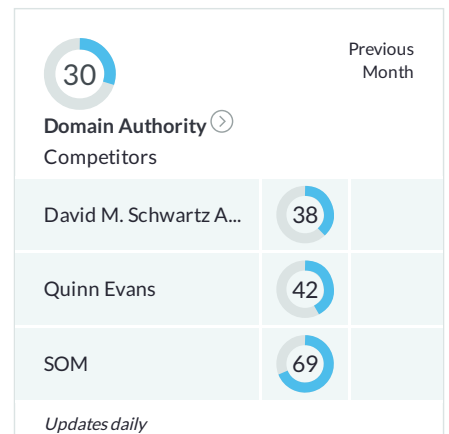 30
Previous
Month
Domain Authority
Competitors
David M. Schwartz A... 38
Quinn Evans 42
SOM 69
Updates daily